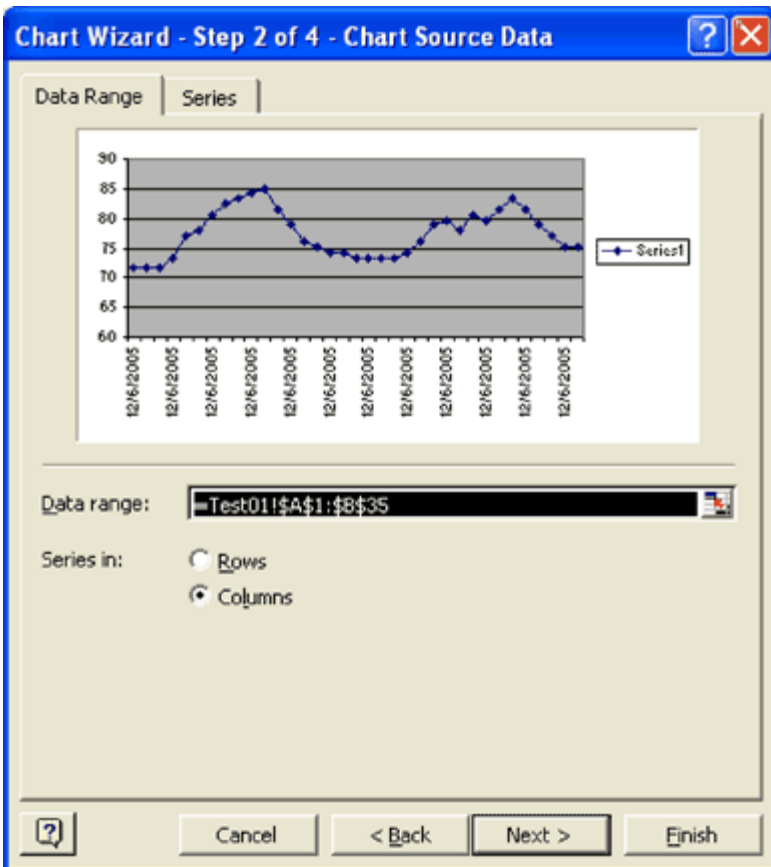 Chart Wizard - Step 2 of 4 - Chart Source Data
Data Range
Series
90
85
80
75
70
65
60
Series1
12/6/2005
12/6/2005
12/6/2005
12/6/2005
12/6/2005
12/6/2005
12/6/2005
12/6/2005
12/6/2005
12/6/2005
12/6/2005
12/6/2005
Data range:
=Test01!$A$1:$B$35
Series in:
Rows
Columns
Cancel
< Back
Next >
Finish